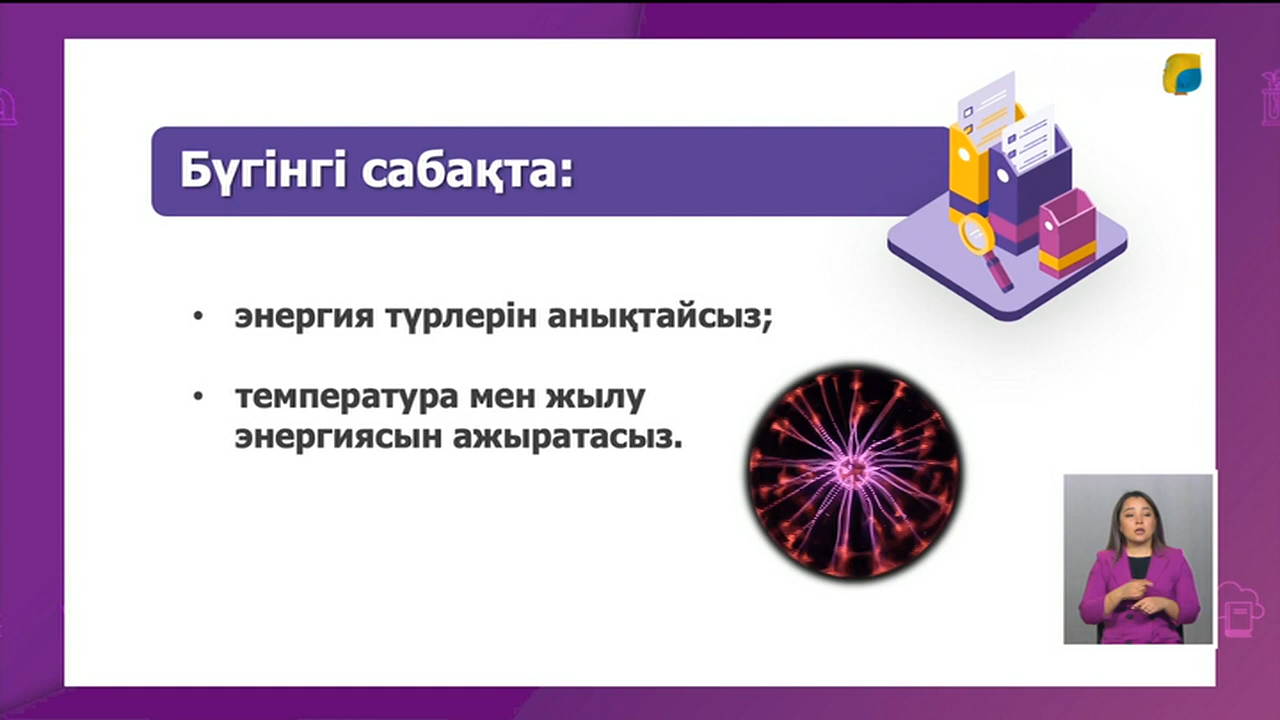 Бүгінгі сабақта:
• энергия түрлерін анықтайсыз;
• температура мен жылу
энергиясын ажыратасыз.